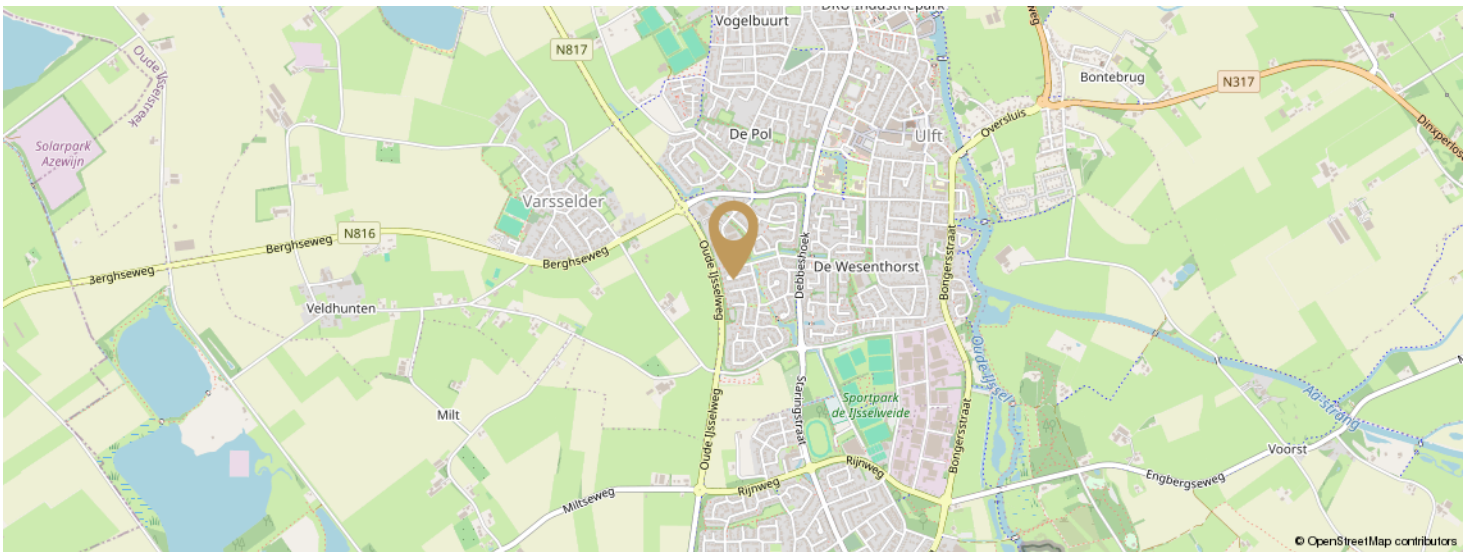 DRU Industriepark
Vogelbuurt
Oude IJsselstreek
N817
Bontebrug
N317
Solarpark
Azewijn
De Pol
Ulft
Oversluis
Varsselder
N816
Berghseweg
Berghseweg
Berghseweg
Oude IJsselweg
Debbeshoek
De Wesenthorst
Bongersstraat
Veldhunten
Oude IJssel
Aa-strang
Milt
Oude IJsselweg
Staringstraat
Sportpark
de IJsselweide
Bongersstraat
Voorst
Rijnweg
Rijnweg
Engbergseweg
Miltseweg
© OpenStreetMap contributors